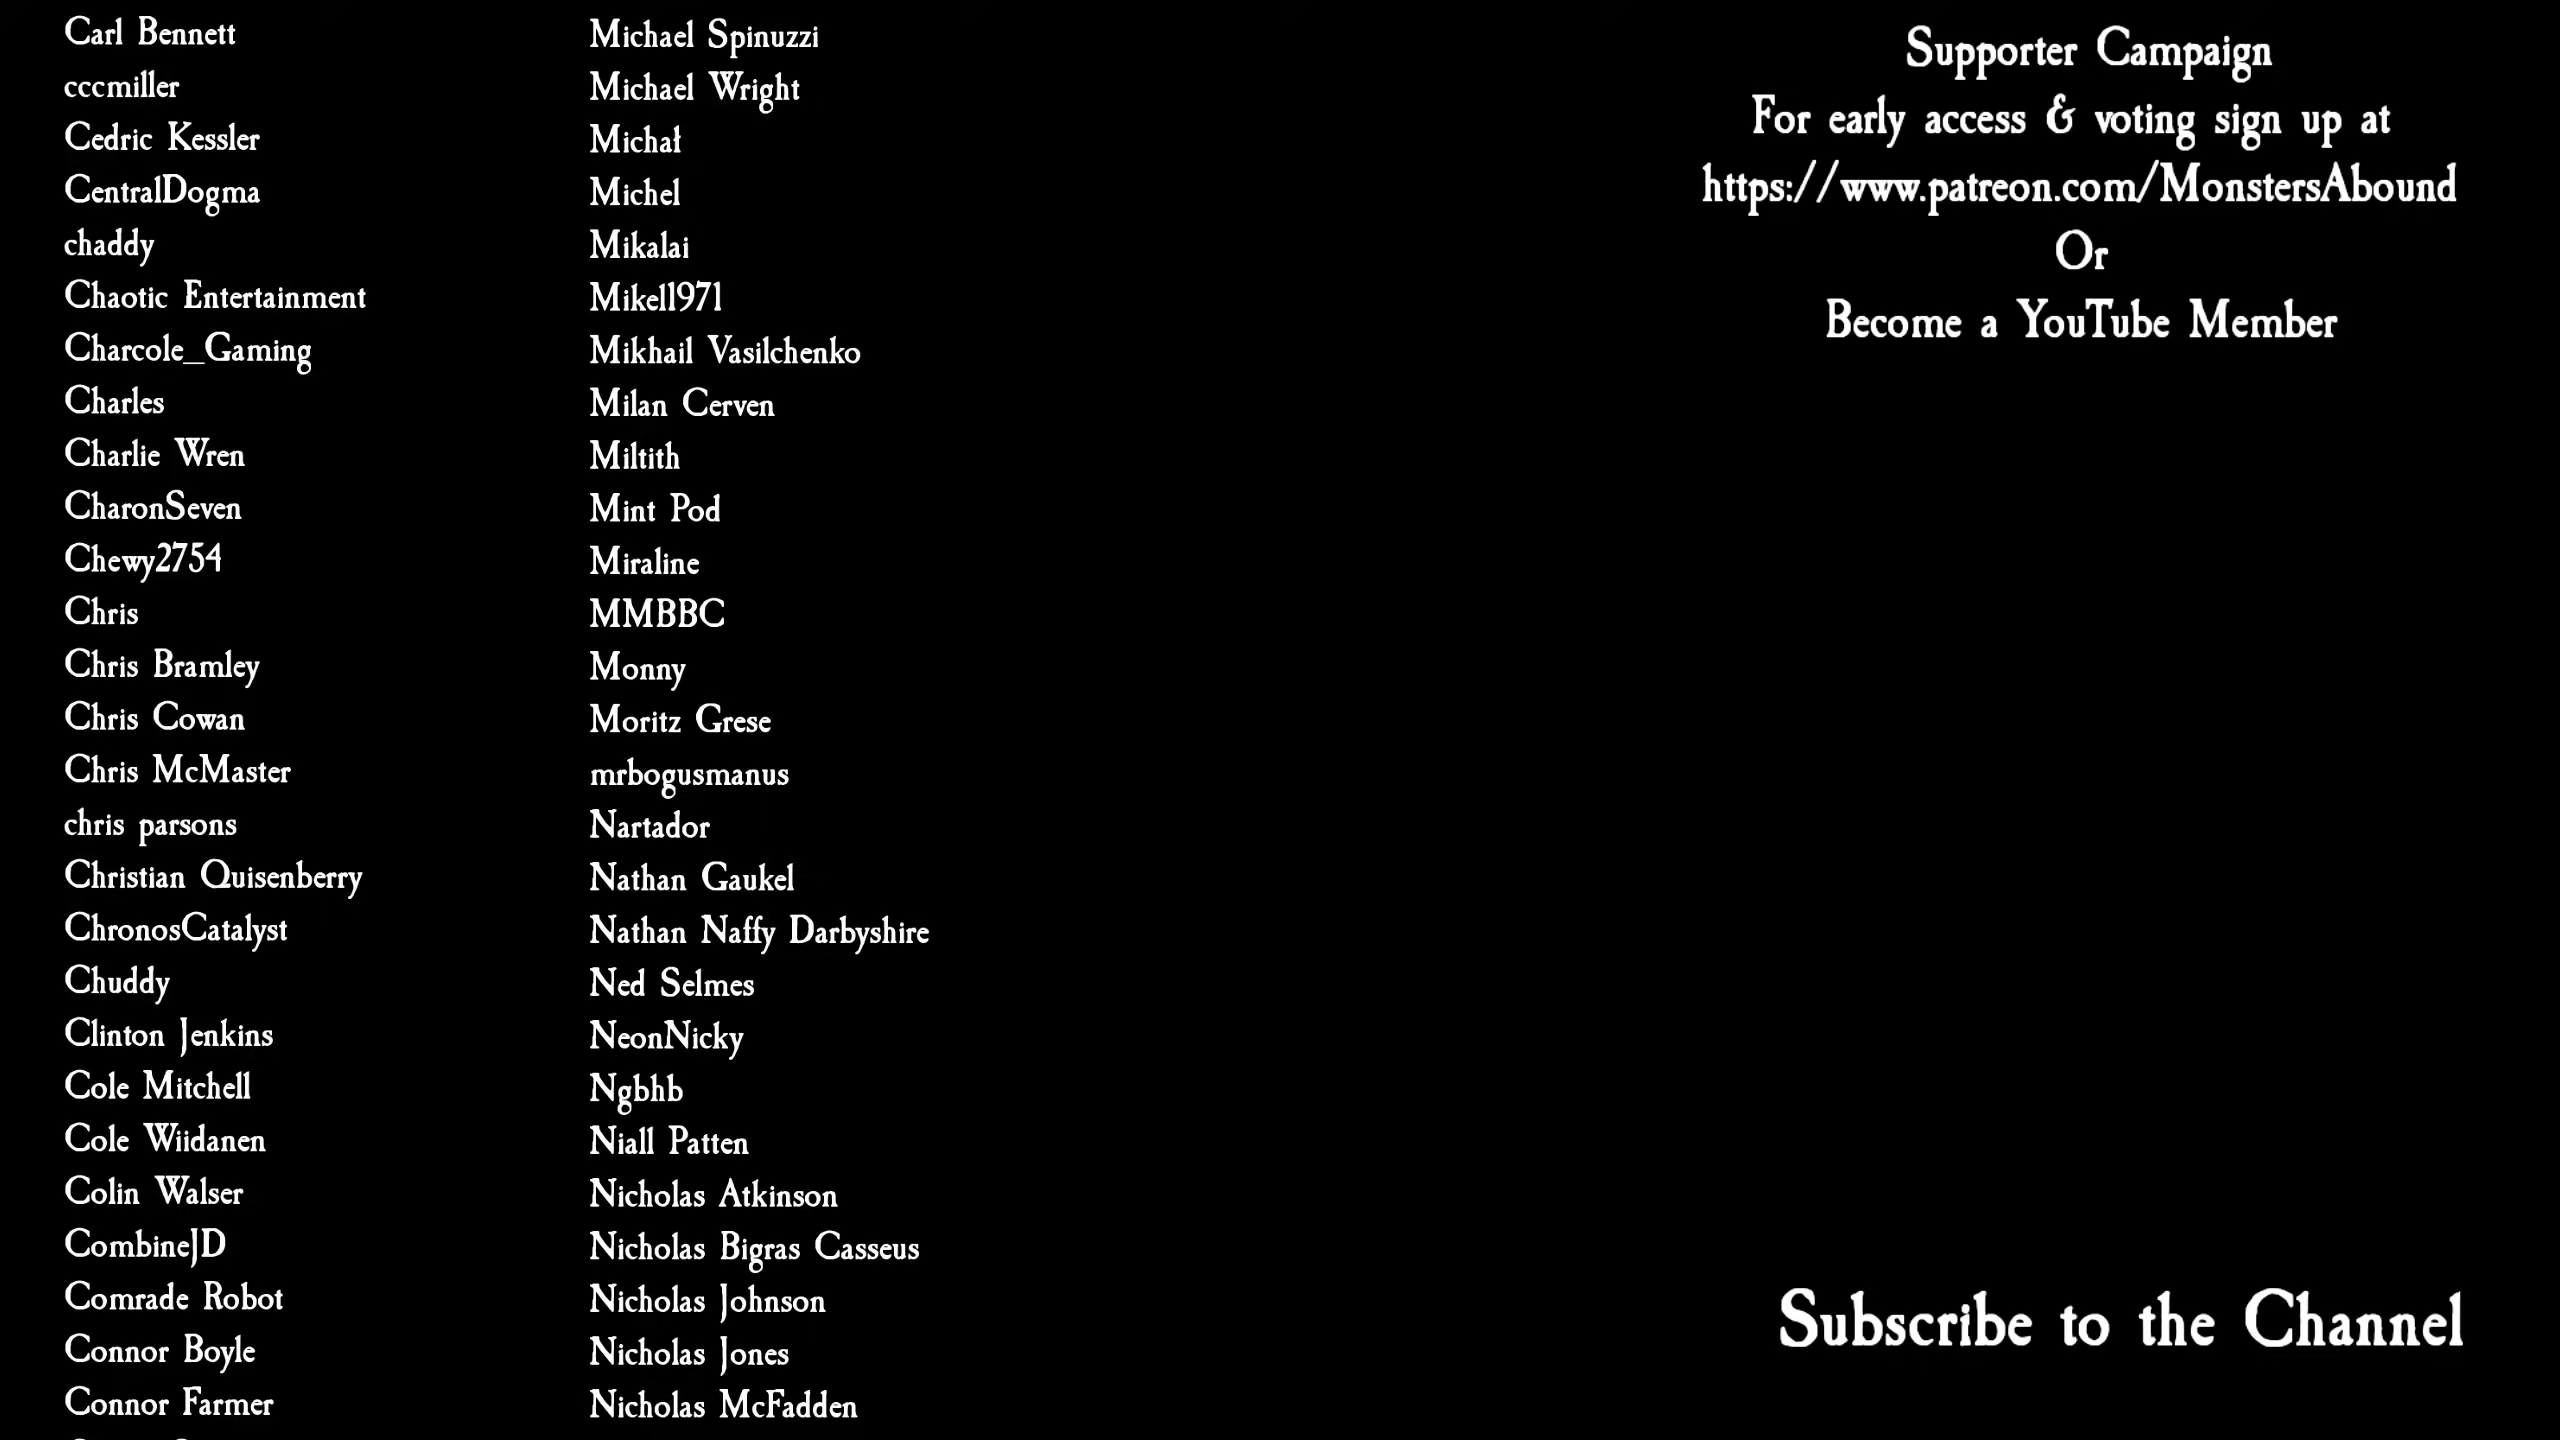 Carl Bennett
cccmiller
Cedric Kessler
CentralDogma
chaddy
Chaotic Entertainment
Charcole_Gaming
Charles
Charlie Wren
CharonSeven
Chewy2754
Chris
Chris Bramley
Chris Cowan
Chris McMaster
chris parsons
Christian Quisenberry
ChronosCatalyst
Chuddy
Clinton Jenkins
Cole Mitchell
Cole Wiidanen
Colin Walser
CombineJD
Comrade Robot
Connor Boyle
Connor Farmer
Michael Spinuzzi
Michael Wright
Michał
Michel
Mikalai
Mikel1971
Mikhail Vasilchenko
Milan Cerven
Miltith
Mint Pod
Miraline
MMBBC
Monny
Moritz Grese
mrbogusmanus
Nartador
Nathan Gaukel
Nathan Naffy Darbyshire
Ned Selmes
NeonNicky
Ngbhb
Niall Patten
Nicholas Atkinson
Nicholas Bigras Casseus
Nicholas Johnson
Nicholas Jones
Nicholas McFadden
Supporter Campaign
For early access & voting sign up at
https://www.patreon.com/MonstersAbound
Or
Become a YouTube Member
Subscribe to the Channel